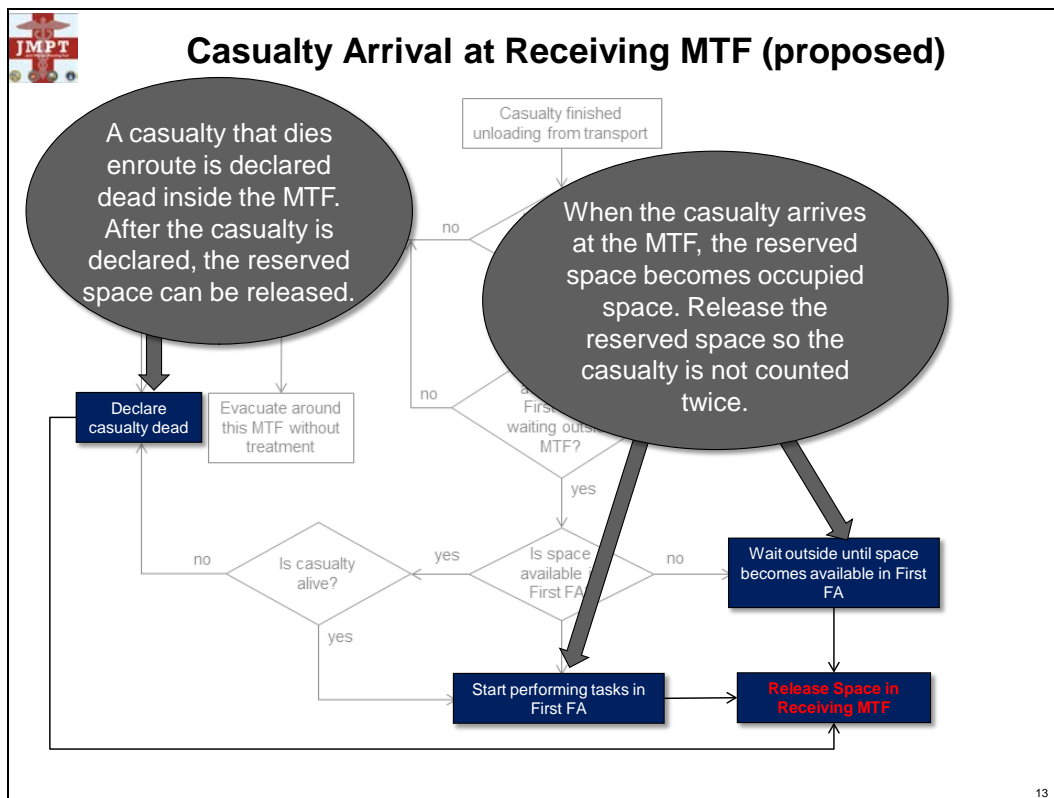 JMPT
Casualty Arrival at Receiving MTF (proposed)
Casualty finished
unloading from transport
A casualty that dies
enroute is declared
dead inside the MTF.
After the casualty is
declared, the reserved
space can be released.
no
When the casualty arrives
at the MTF, the reserved
space becomes occupied
space. Release the
reserved space so the
casualty is not counted
twice.
Declare
casualty dead
Evacuate around
this MTF without
treatment
no
First
waiting
MTF?
yes
no
Is casualty
alive?
yes
Is space
available
First FA
no
Wait outside until space
becomes available in First
FA
yes
Start performing tasks in
First FA
Release Space in
Receiving MTF
13